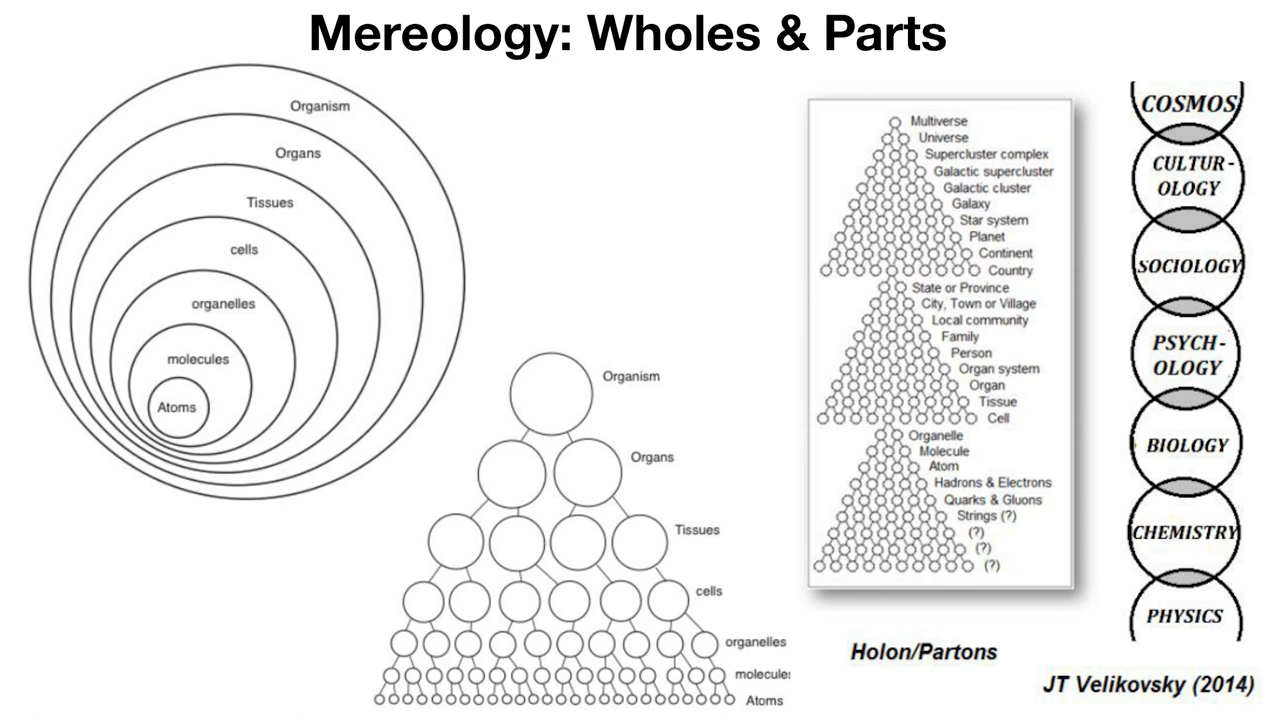 Mereology: Wholes & Parts
Organism
Organs
Tissues
cells
organelles
molecules
Atoms
Organism
Organs
Tissues
cells
organelles
molecules
Atoms
Multiverse
Universe
Supercluster complex
Galactic supercluster
Galactic cluster
Galaxy
Star system
Planet
Continent
Country
State or Province
City, Town or Village
Local community
Family
Person
Organ system
Organ
Tissue
Cell
Organelle
Molecule
Atom
Hadrons & Electrons
Quarks & Gluons
Strings (?)
(?)
(?)
(?)
Holon/Partons
COSMOS
CULTUR-
OLOGY
SOCIOLOGY
PSYCH-
OLOGY
BIOLOGY
CHEMISTRY
PHYSICS
JT Velikovsky (2014)